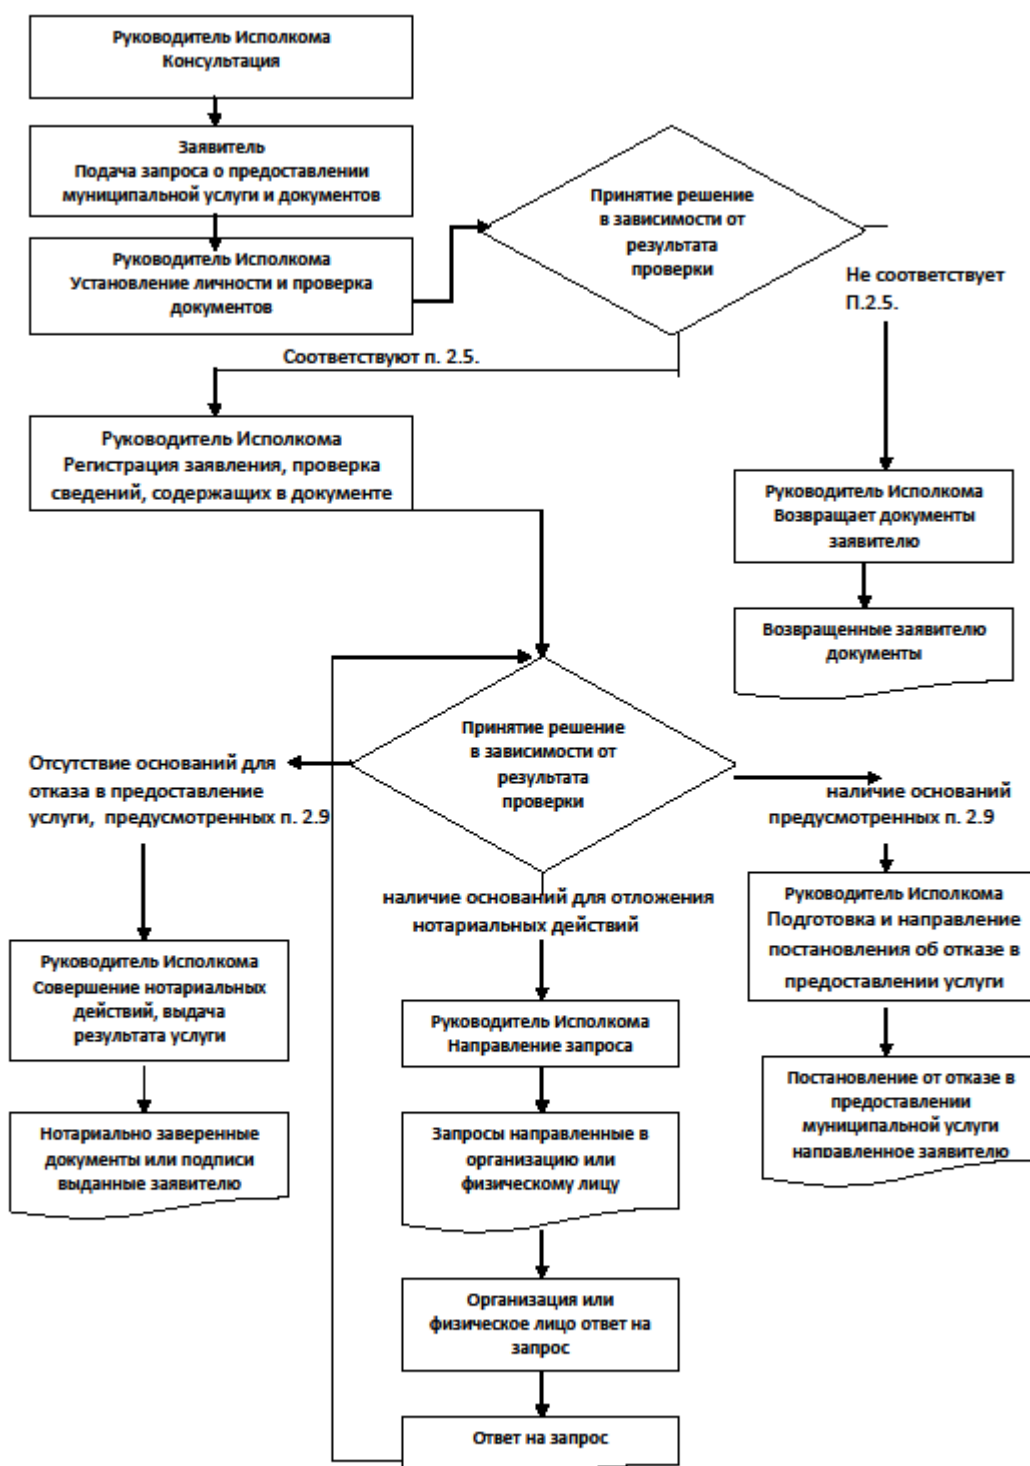 Руководитель Исполкома
Консультация
Заявитель
Подача запроса о предоставлении
муниципальной услуги и документов
Руководитель Исполкома
Установление личности и проверка
документов
Принятие решение
в зависимости от
результата
проверки
Не соответствует
П.2.5.
Соответствуют п. 2.5.
Руководитель Исполкома
Регистрация заявления, проверка
сведений, содержащих в документе
Руководитель Исполкома
Возвращает документы
заявителю
Возвращенные заявителю
документы
Принятие решение
в зависимости от
результата
проверки
Отсутствие оснований для
отказа в предоставление
услуги, предусмотренных п. 2.9
наличие оснований
предусмотренных п. 2.9
наличие оснований для отложения
нотариальных действий
Руководитель Исполкома
Подготовка и направление
постановления об отказе в
предоставлении услуги
Руководитель Исполкома
Совершение нотариальных
действий, выдача
результата услуги
Руководитель Исполкома
Направление запроса
Постановление от отказе в
предоставлении
муниципальной услуги
направленное заявителю
Нотариально заверенные
документы или подписи
выданные заявителю
Запросы направленные в
организацию или
физическому лицу
Организация или
физическое лицо ответ на
запрос
Ответ на запрос